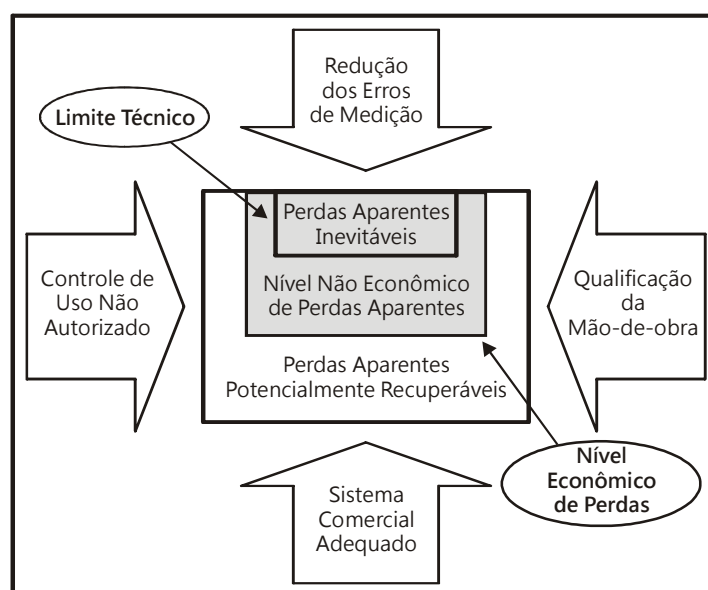 Redução
dos Erros
de Medição
Limite Técnico
Perdas Aparentes
Inevitáveis
Controle de
Uso Não
Autorizado
Nível Não Econômico
de Perdas Aparentes
Qualificação
da
Mão-de-obra
Perdas Aparentes
Potencialmente Recuperáveis
Nível
Econômico
de Perdas
Sistema
Comercial
Adequado